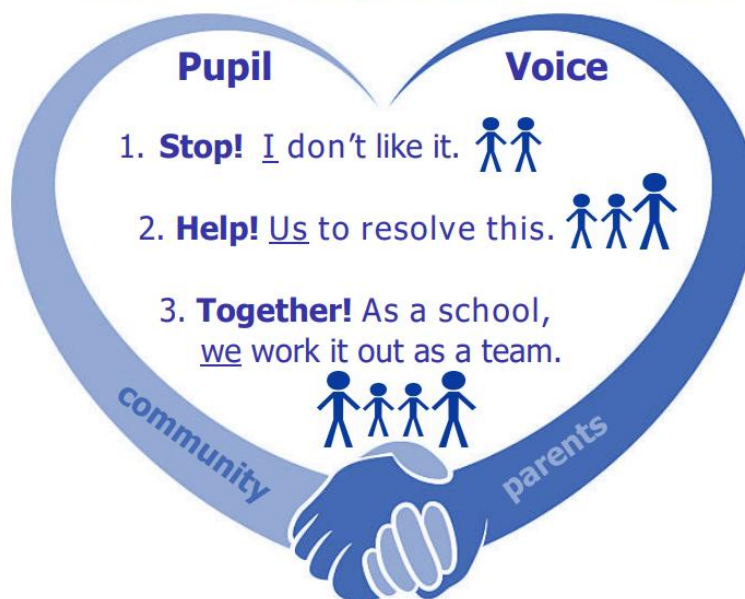 Pupil Voice
1. Stop! I don't like it.
2. Help! Us to resolve this.
3. Together! As a school,
we work it out as a team.
community
parents